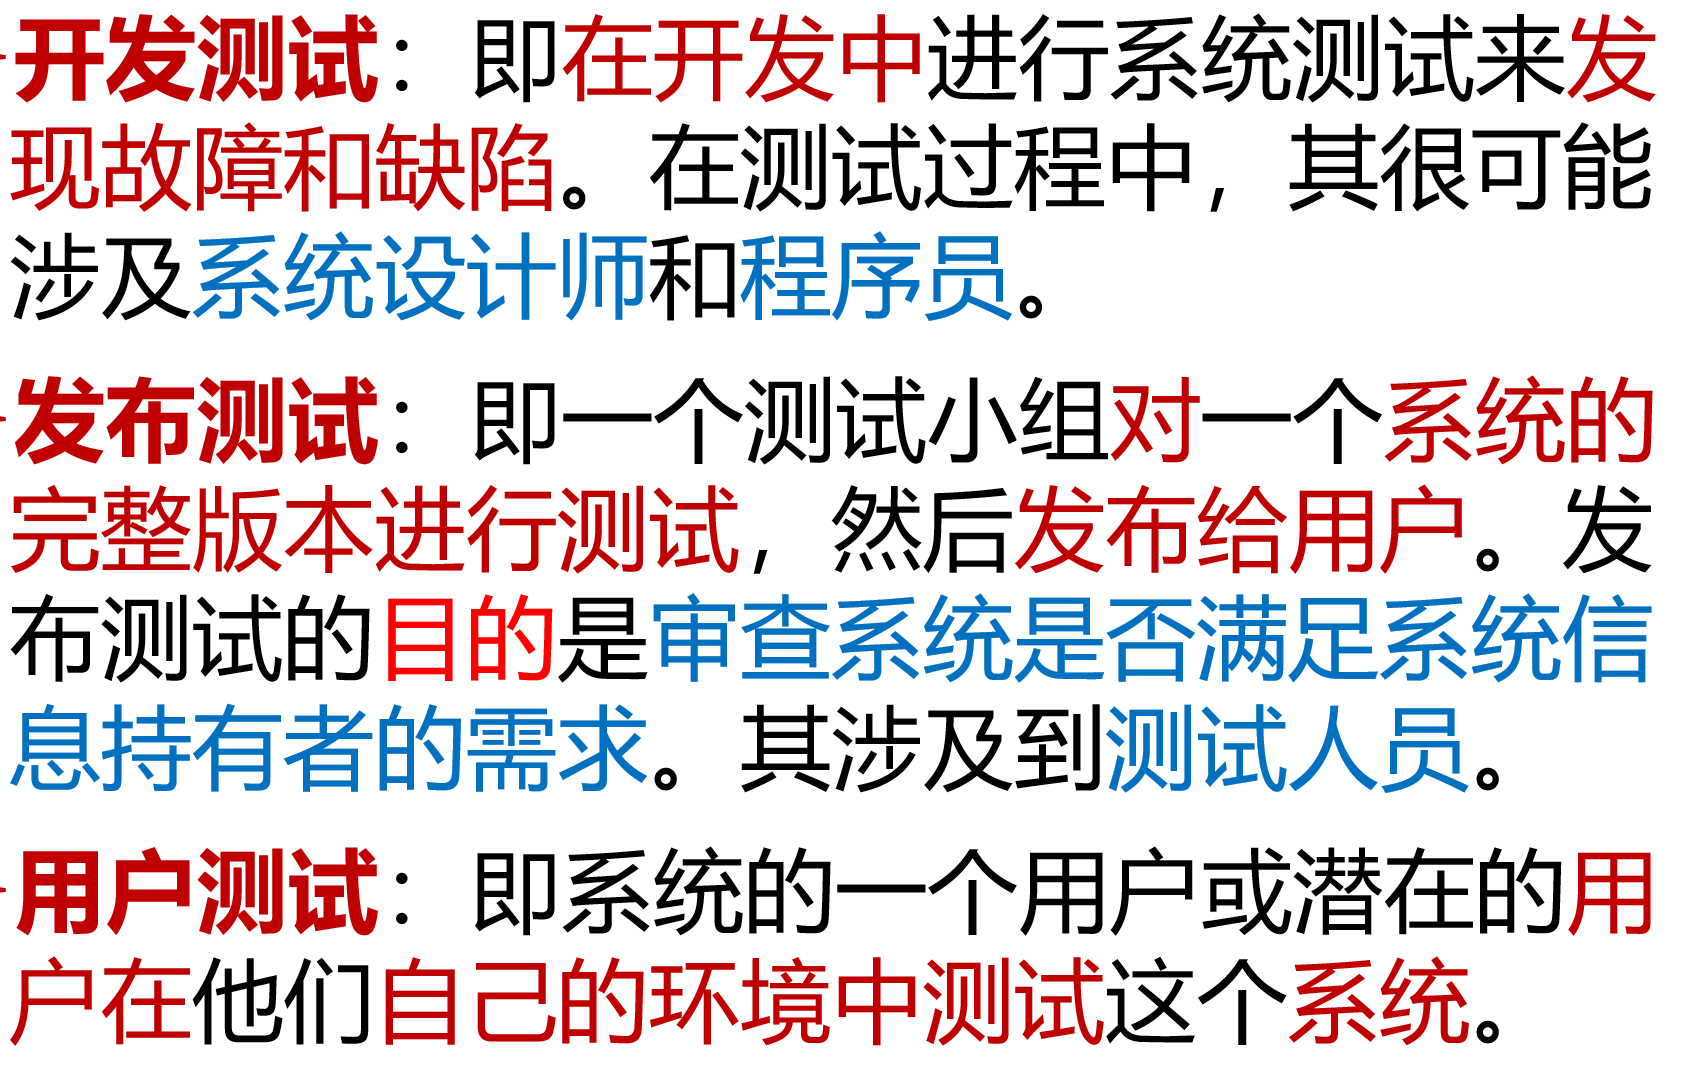 开发测试：即在开发中进行系统测试来发
现故障和缺陷。在测试过程中，其很可能
涉及系统设计师和程序员。
发布测试：即一个测试小组对一个系统的
完整版本进行测试，然后发布给用户。发
布测试的目的是审查系统是否满足系统信
息持有者的需求。其涉及到测试人员。
用户测试：即系统的一个用户或潜在的用
户在他们自己的环境中测试这个系统。